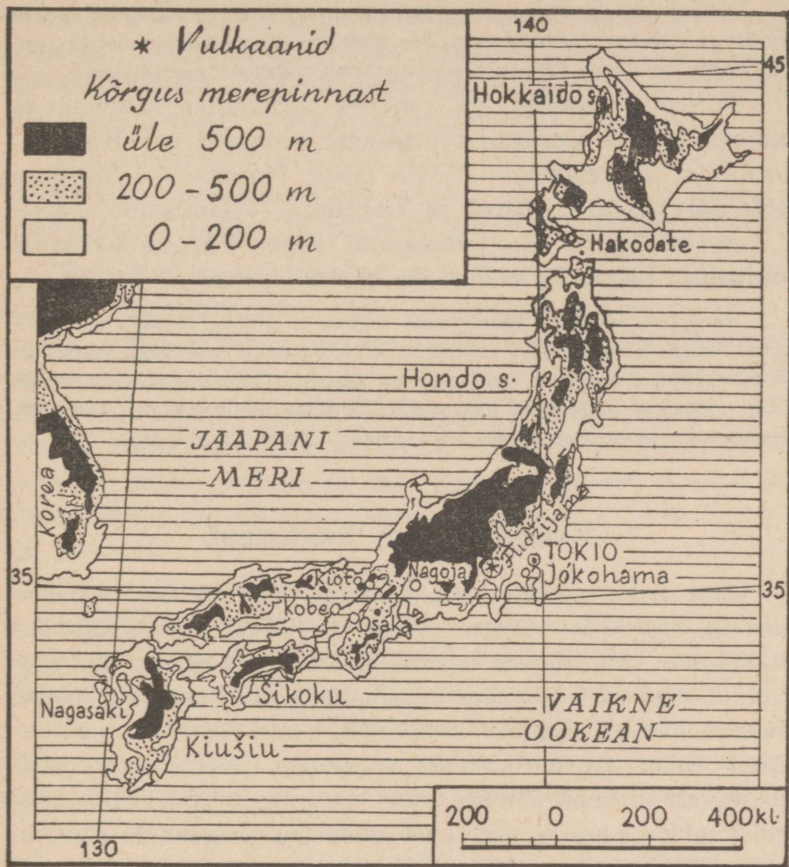 * Vulkaanid
Kõrgus merepinnast
üle 500 m
200-500 m
0-200 m
140
45
Hokkaido s.
Hakodate
Hondo s.
JAAPANI
MERI
Korea
Fudzijama
TOKIO
Jokohama
35
Kioto
Nagoja
35
Kobe
Osaka
Šikoku
Nagasaki
Kiušiu
VAIKNE
OOKEAN
200 0 200 400 kl.
130